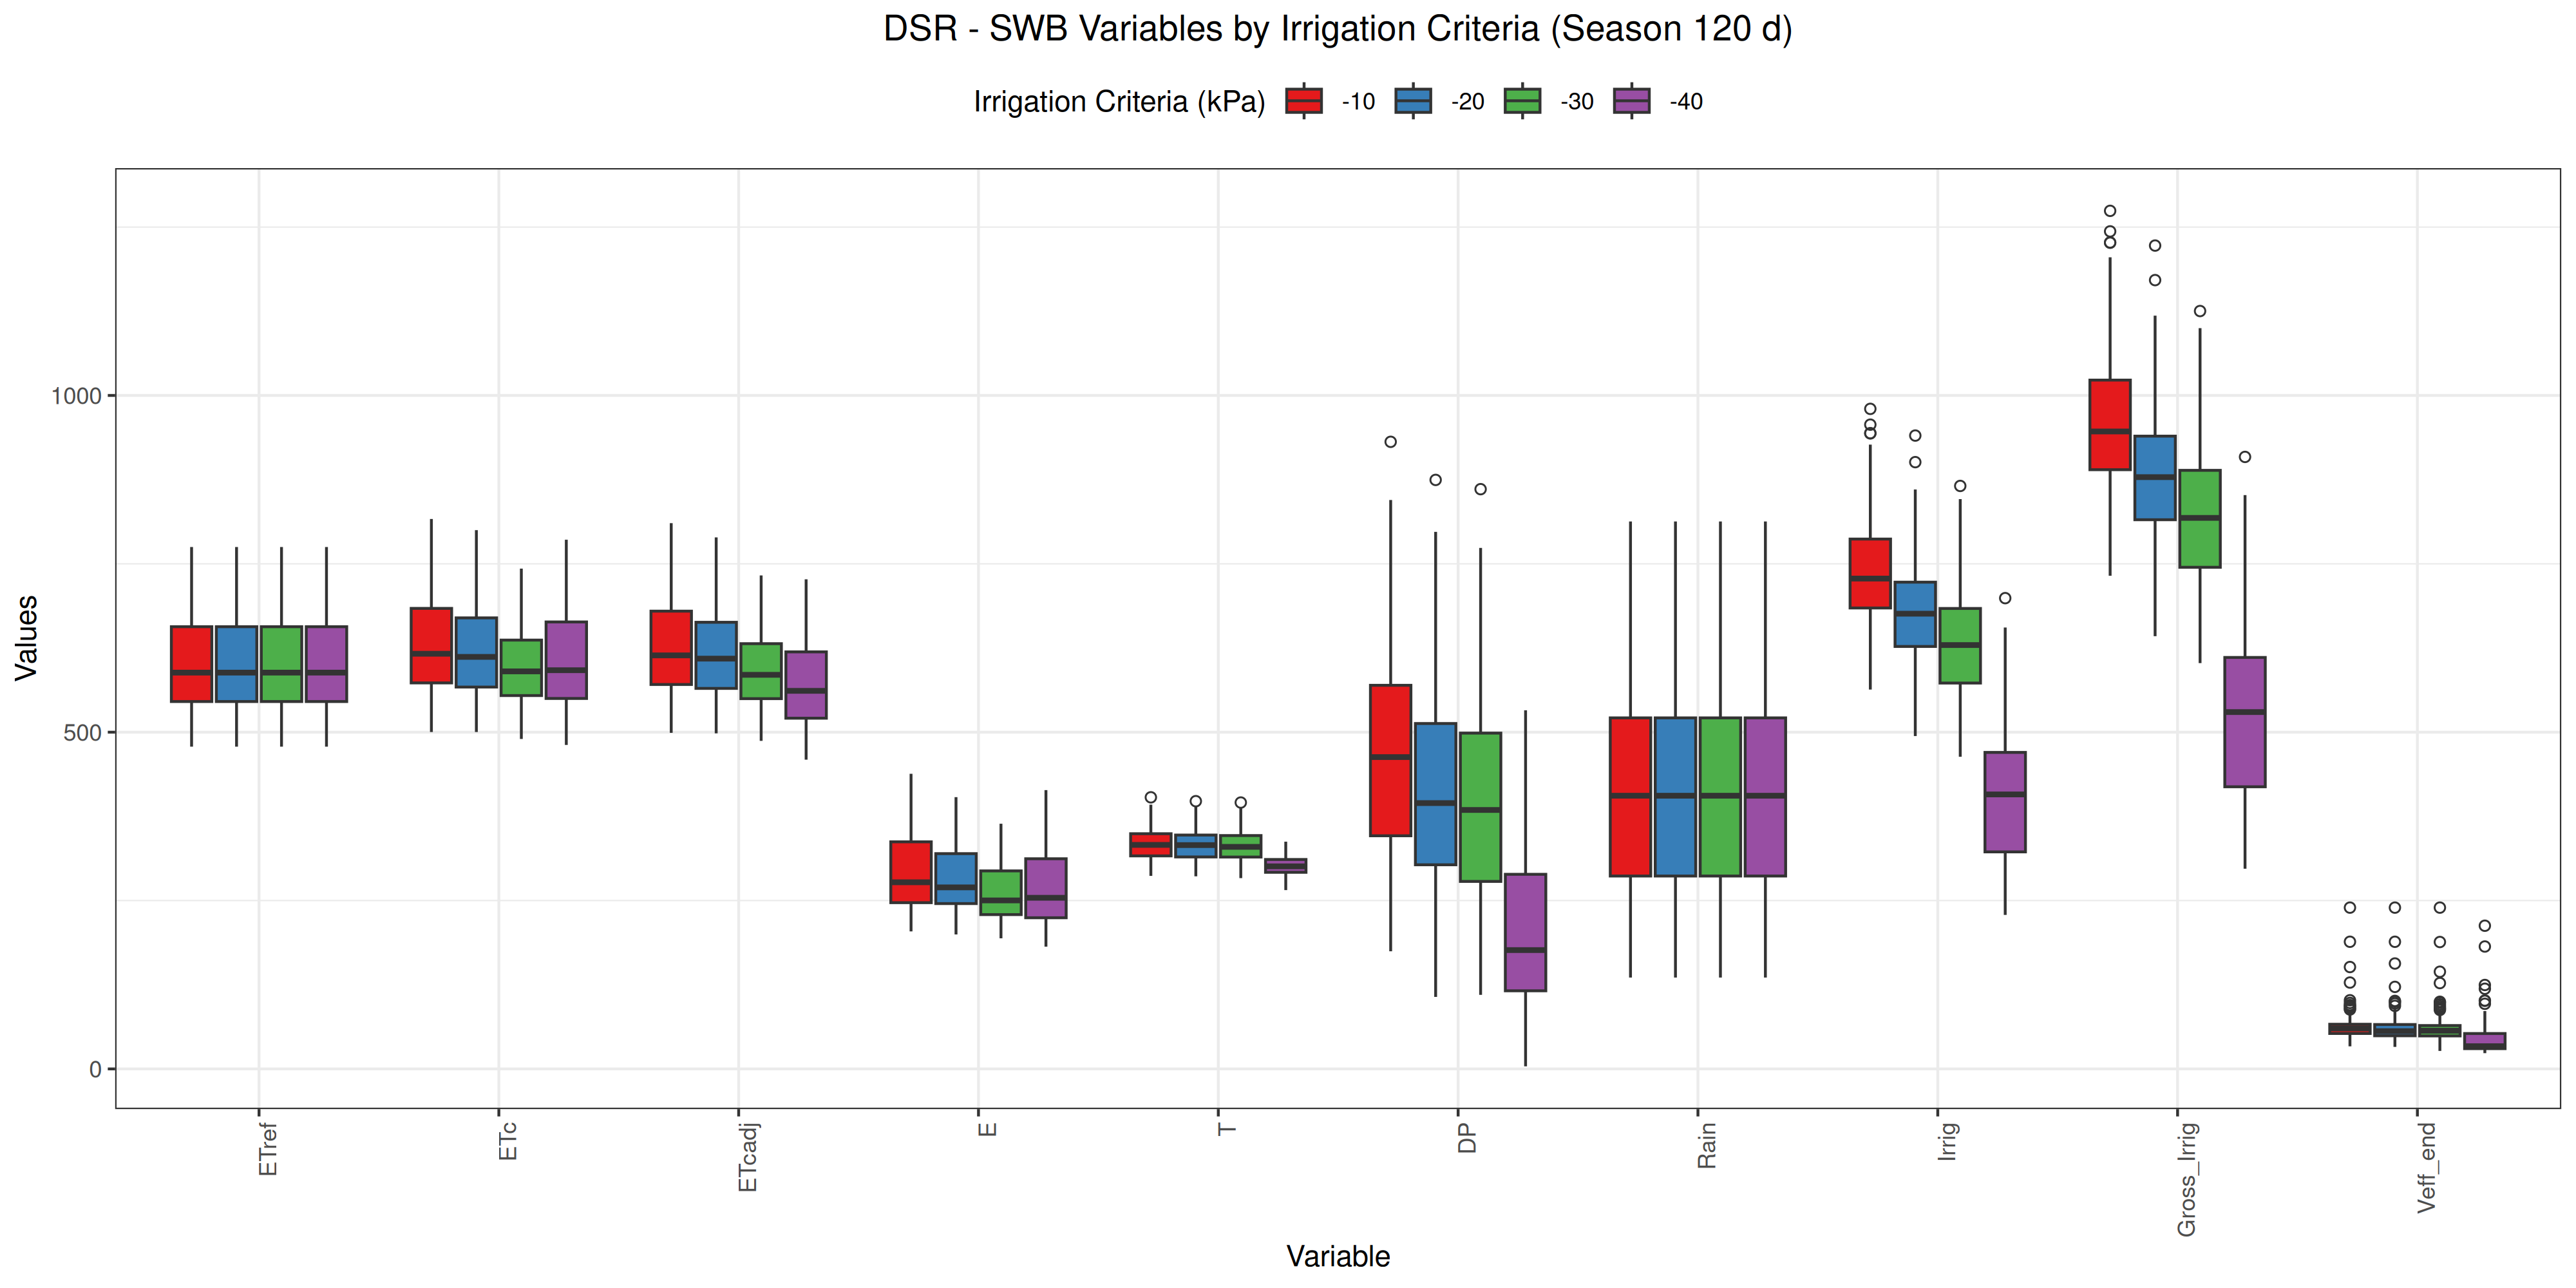 DSR - SWB Variables by Irrigation Criteria (Season 120 d)
Irrigation Criteria (kPa) -10 -20 -30 -40
Values
1000
500
0
ETref
ETc
ETcadj
E
T
DP
Rain
Irrig
Gross_Irrig
Veff_end
Variable